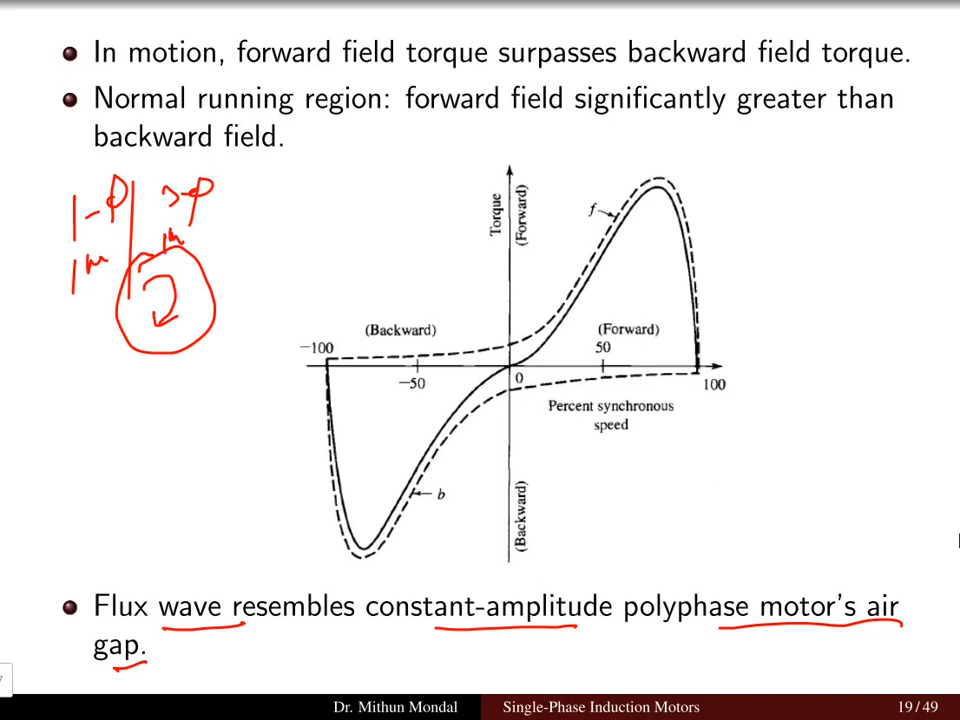 In motion, forward field torque surpasses backward field torque.
Normal running region: forward field significantly greater than
backward field.
1-φ
3-φ
IM
IM
Torque
(Forward)
f
(Backward)
(Forward)
-100
50
-50
0
100
Percent synchronous
speed
b
(Backward)
Flux wave resembles constant-amplitude polyphase motor's air
gap.
Dr. Mithun Mondal
Single-Phase Induction Motors
19 / 49